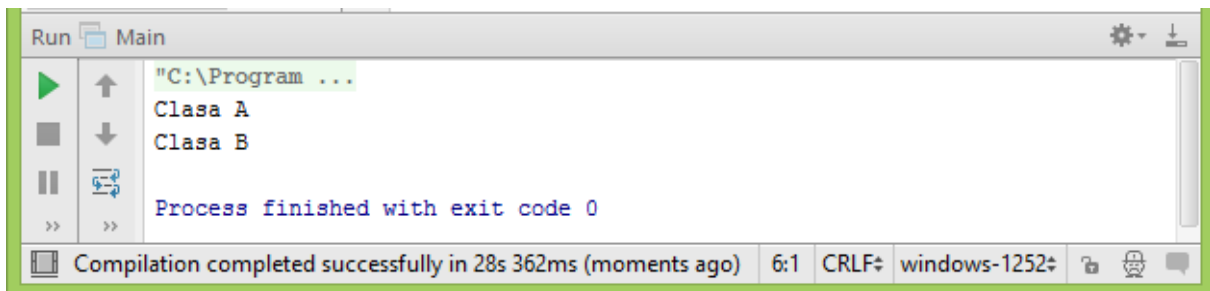 Run Main
"C:\Program ...
Clasa A
Clasa B
Process finished with exit code 0
Compilation completed successfully in 28s 362ms (moments ago) 6:1 CRLF windows-1252